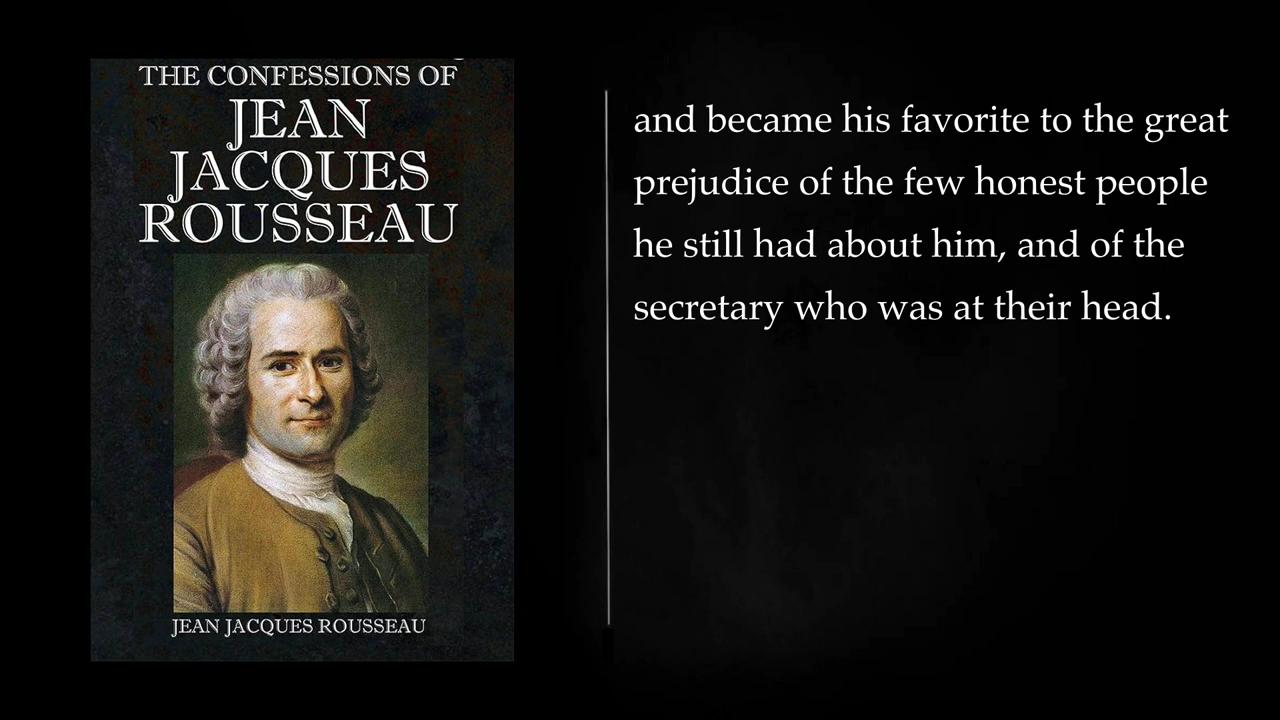 THE CONFESSIONS OF
JEAN
JACQUES
ROUSSEAU
JEAN JACQUES ROUSSEAU
and became his favorite to the great
prejudice of the few honest people
he still had about him, and of the
secretary who was at their head.